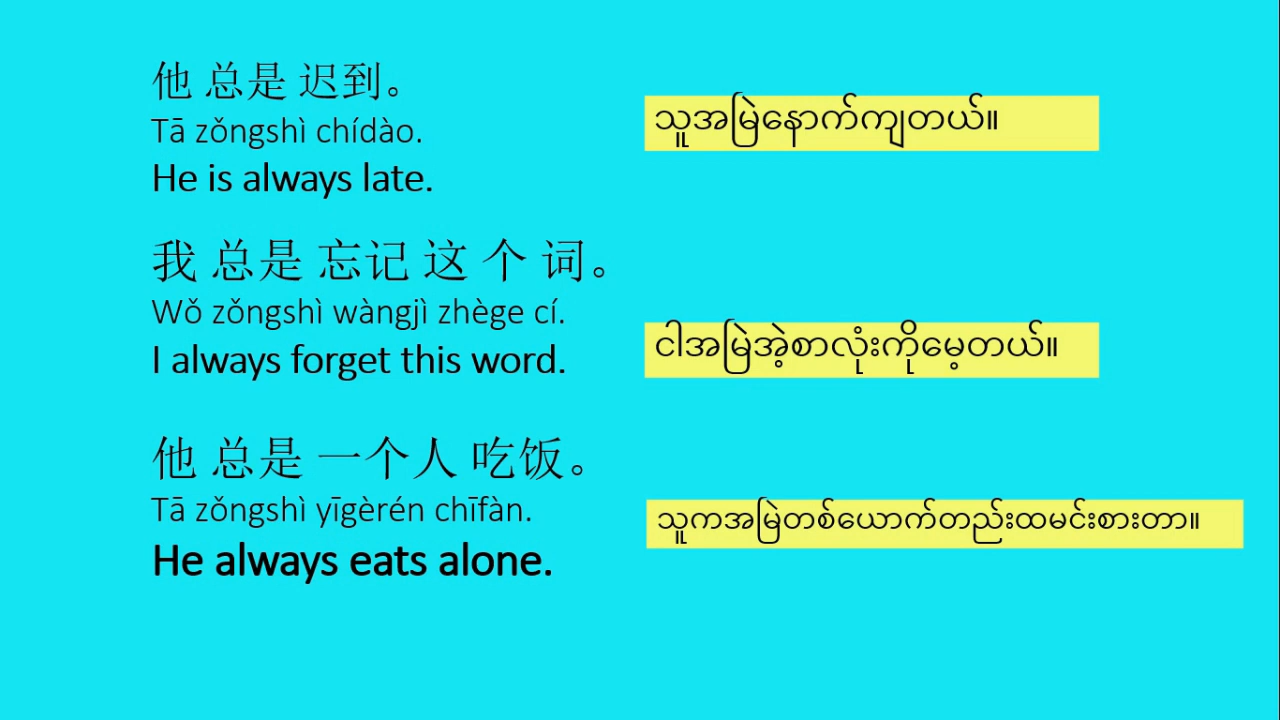 他 总是 迟到。
Tā zǒngshì chídào.
He is always late.
သူအမြဲနောက်ကျတယ်။
我 总是 忘记 这 个 词。
Wǒ zǒngshì wàngjì zhège cí.
I always forget this word.
ငါအမြဲအဲ့စာလုံးကိုမေ့တယ်။
他 总是 一个人 吃饭。
Tā zǒngshì yīgèrén chīfàn.
He always eats alone.
သူကအမြဲတစ်ယောက်တည်းထမင်းစားတာ။